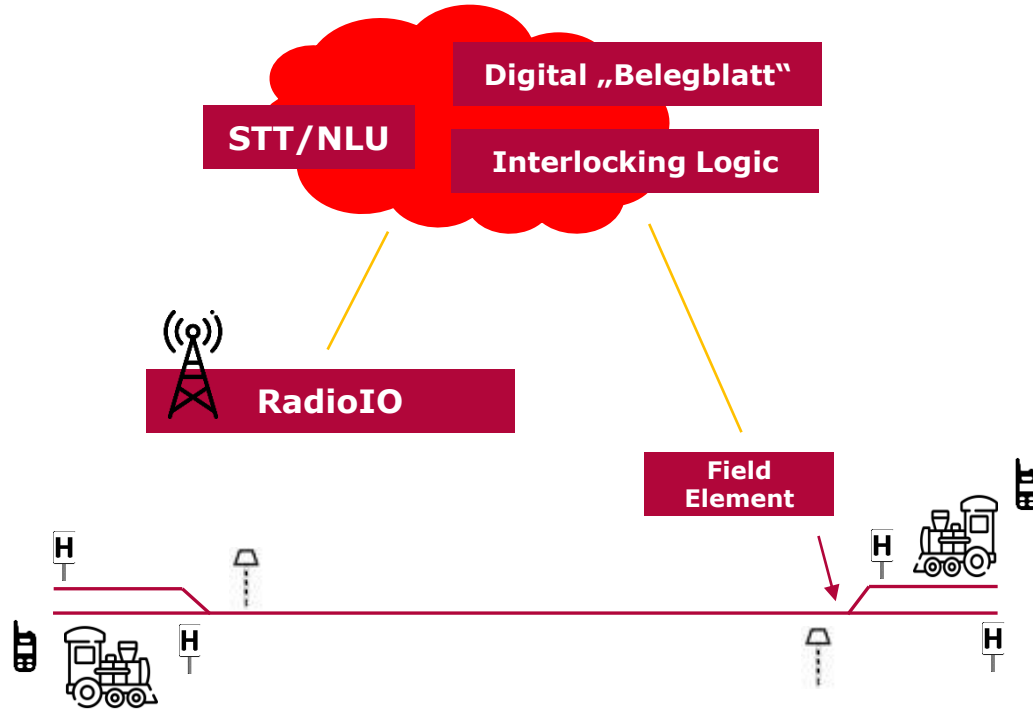 Digital „Belegblatt“
STT/NLU
Interlocking Logic
RadioIO
Field
Element
H
H
H
H